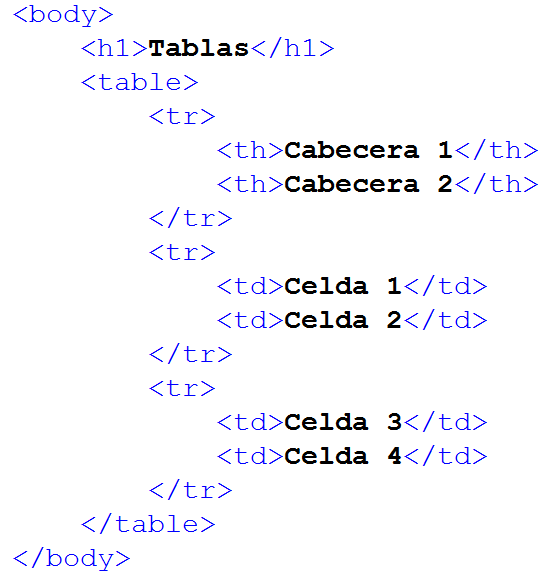 <body>
    <h1>Tablas</h1>
    <table>
        <tr>
            <th>Cabecera 1</th>
            <th>Cabecera 2</th>
        </tr>
        <tr>
            <td>Celda 1</td>
            <td>Celda 2</td>
        </tr>
        <tr>
            <td>Celda 3</td>
            <td>Celda 4</td>
        </tr>
    </table>
</body>